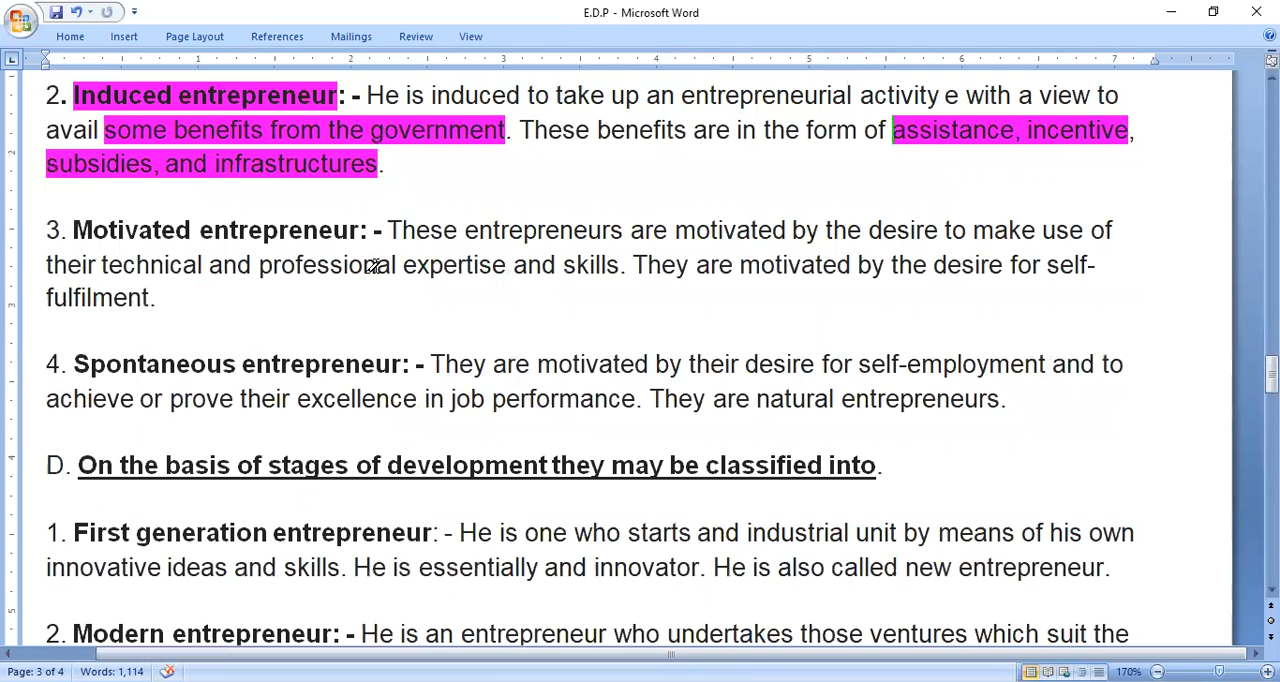 E.D.P - Microsoft Word
Home Insert Page Layout References Mailings Review View
L 1 2 3 4 5 6 7
2. Induced entrepreneur: - He is induced to take up an entrepreneurial activity e with a view to
avail some benefits from the government. These benefits are in the form of assistance, incentive,
subsidies, and infrastructures.
3. Motivated entrepreneur: - These entrepreneurs are motivated by the desire to make use of
their technical and professional expertise and skills. They are motivated by the desire for self-
fulfilment.
4. Spontaneous entrepreneur: - They are motivated by their desire for self-employment and to
achieve or prove their excellence in job performance. They are natural entrepreneurs.
D. On the basis of stages of development they may be classified into.
1. First generation entrepreneur: - He is one who starts and industrial unit by means of his own
innovative ideas and skills. He is essentially and innovator. He is also called new entrepreneur.
2. Modern entrepreneur: - He is an entrepreneur who undertakes those ventures which suit the
Page: 3 of 4 Words: 1,114 170%